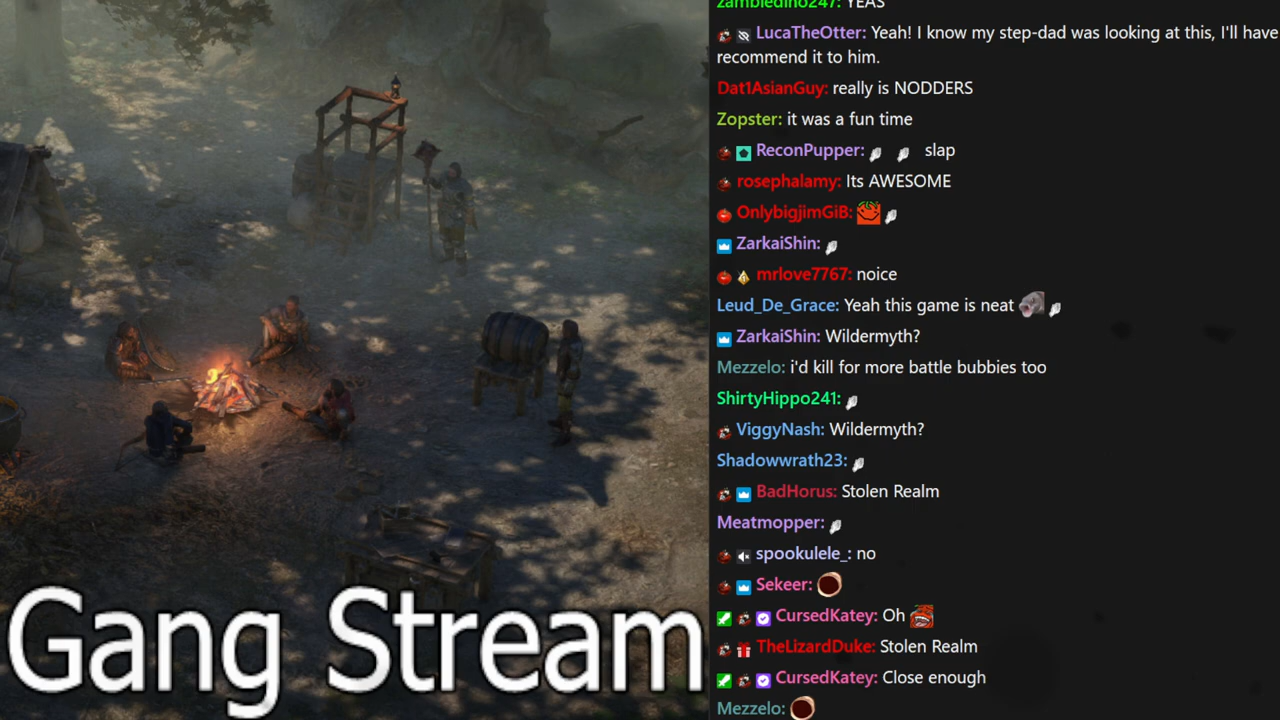 zambiedino247: YEAS
LucaTheOtter: Yeah! I know my step-dad was looking at this, I'll have
recommend it to him.
Dat1AsianGuy: really is NODDERS
Zopster: it was a fun time
ReconPupper: slap
rosephalamy: Its AWESOME
OnlybigjimGiB:
ZarkaiShin:
mrlove7767: noice
Leud_De_Grace: Yeah this game is neat
ZarkaiShin: Wildermyth?
Mezzelo: i'd kill for more battle bubbies too
ShirtyHippo241:
ViggyNash: Wildermyth?
Shadowwrath23:
BadHorus: Stolen Realm
Meatmopper:
spookulele_: no
Sekeer:
CursedKatey: Oh
TheLizardDuke: Stolen Realm
CursedKatey: Close enough
Mezzelo:
Gang Stream